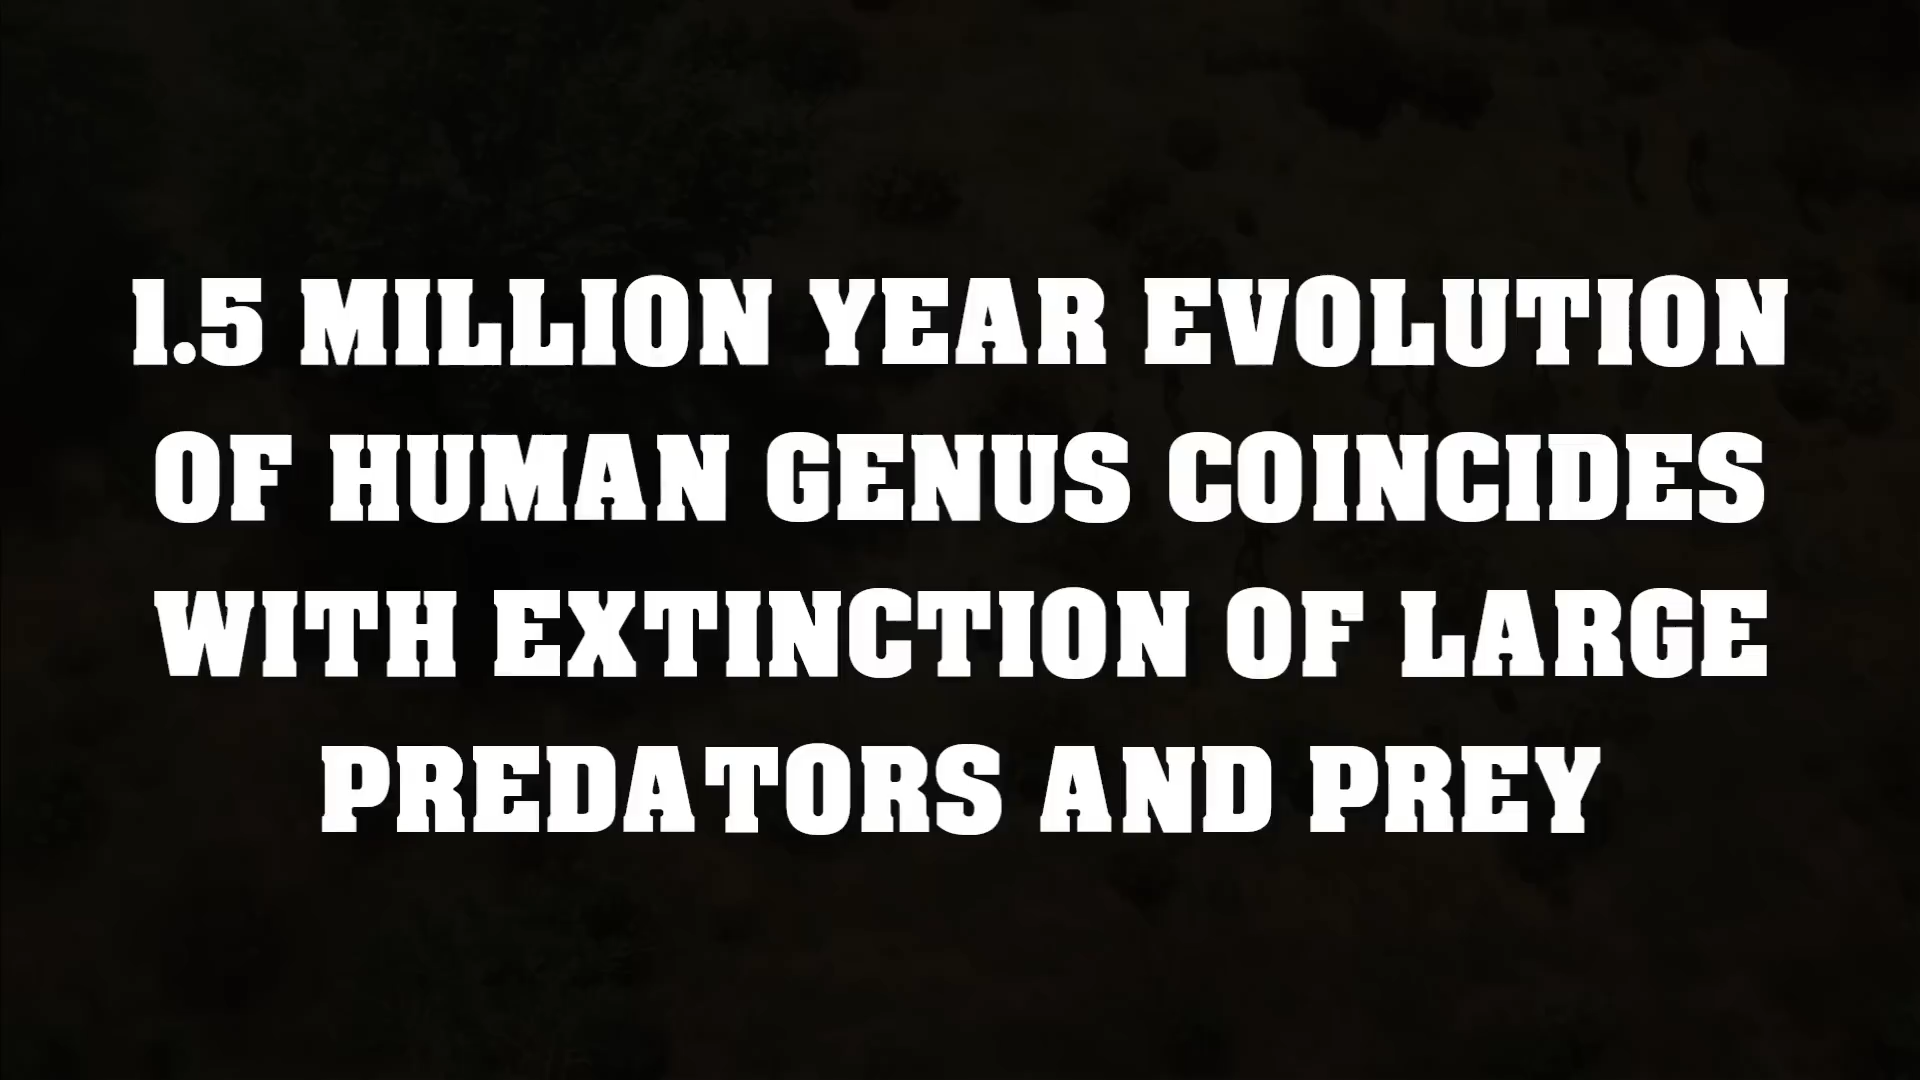 1.5 MILLION YEAR EVOLUTION
OF HUMAN GENUS COINCIDES
WITH EXTINCTION OF LARGE
PREDATORS AND PREY